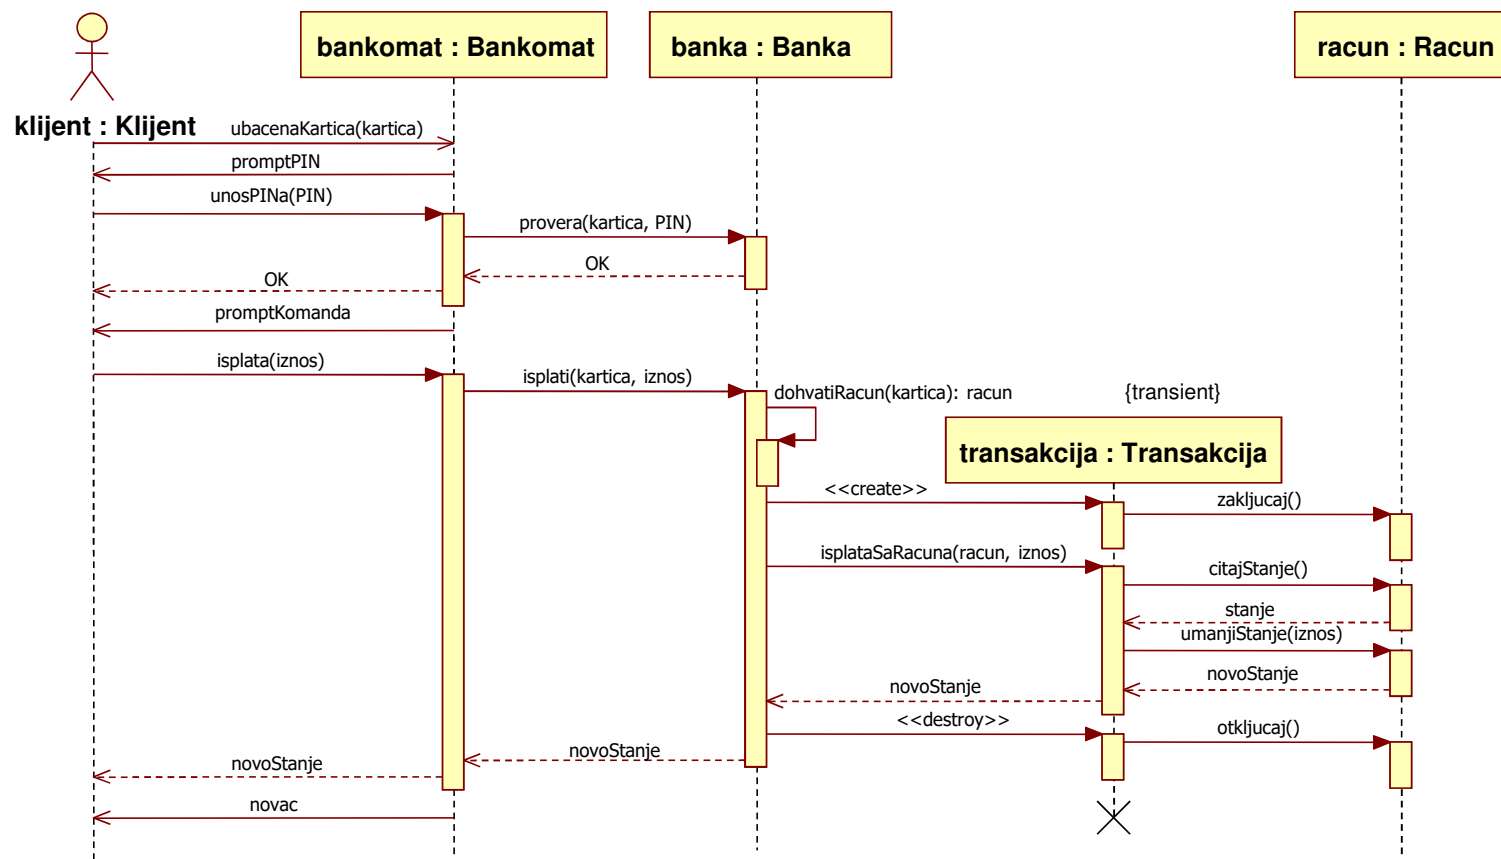 bankomat : Bankomat
banka : Banka
racun : Racun
klijent : Klijent
ubacenaKartica(kartica)
promptPIN
unosPINa(PIN)
provera(kartica, PIN)
OK
OK
promptKomanda
isplata(iznos)
isplati(kartica, iznos)
dohvatiRacun(kartica): racun
{transient}
transakcija : Transakcija
<<create>>
zakljucaj()
isplataSaRacuna(racun, iznos)
citajStanje()
stanje
umanjiStanje(iznos)
novoStanje
novoStanje
<<destroy>>
otkljucaj()
novoStanje
novoStanje
novac